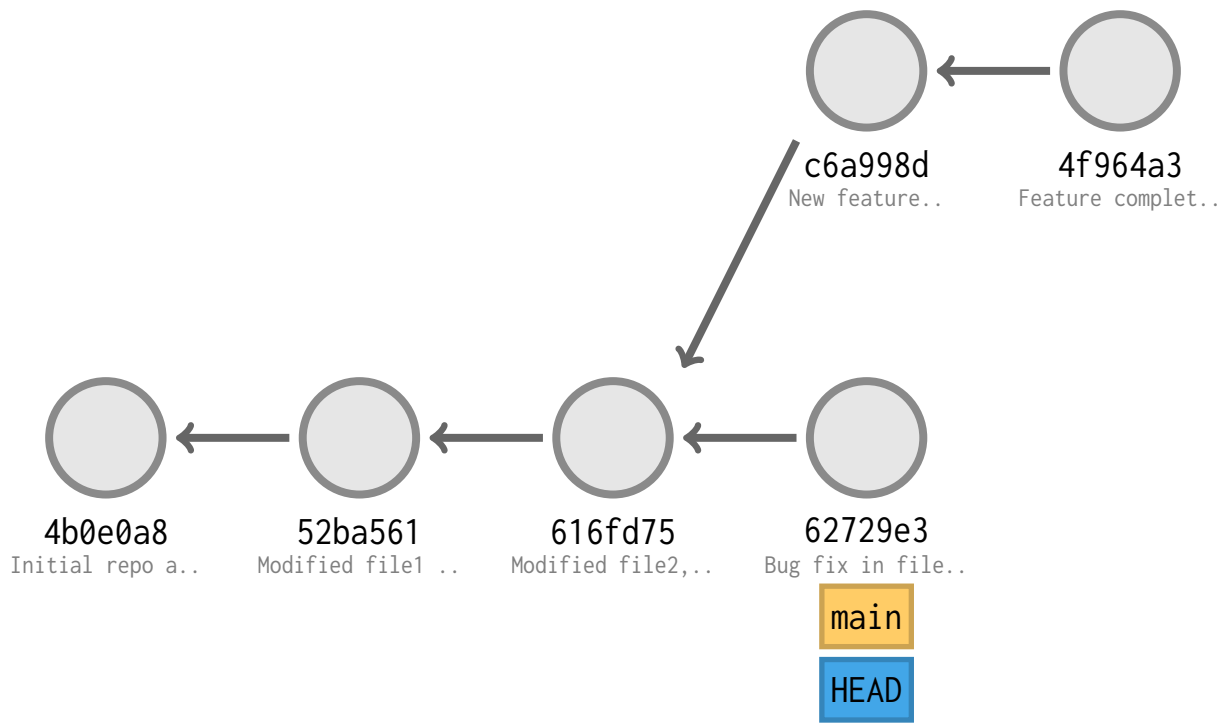 c6a998d
New feature..
4f964a3
Feature complet..
4b0e0a8
Initial repo a..
52ba561
Modified file1 ..
616fd75
Modified file2,..
62729e3
Bug fix in file..
main
HEAD